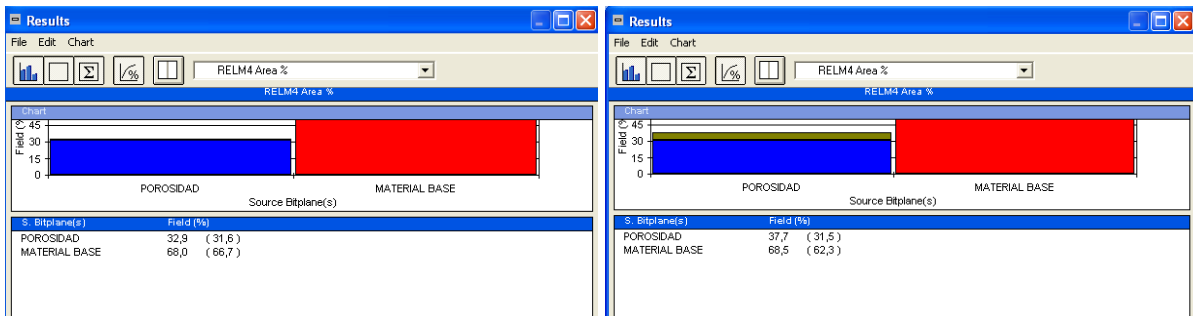 Results
File Edit Chart
Σ % RELM4 Area %
RELM4 Area %
Chart
Field (%)
45
30
15
0
POROSIDAD MATERIAL BASE
Source Bitplane(s)
S. Bitplane(s) Field (%)
POROSIDAD 32,9 ( 31,6 )
MATERIAL BASE 68,0 ( 66,7 )
Results
File Edit Chart
Σ % RELM4 Area %
RELM4 Area %
Chart
Field (%)
45
30
15
0
POROSIDAD MATERIAL BASE
Source Bitplane(s)
S. Bitplane(s) Field (%)
POROSIDAD 37,7 ( 31,5 )
MATERIAL BASE 68,5 ( 62,3 )